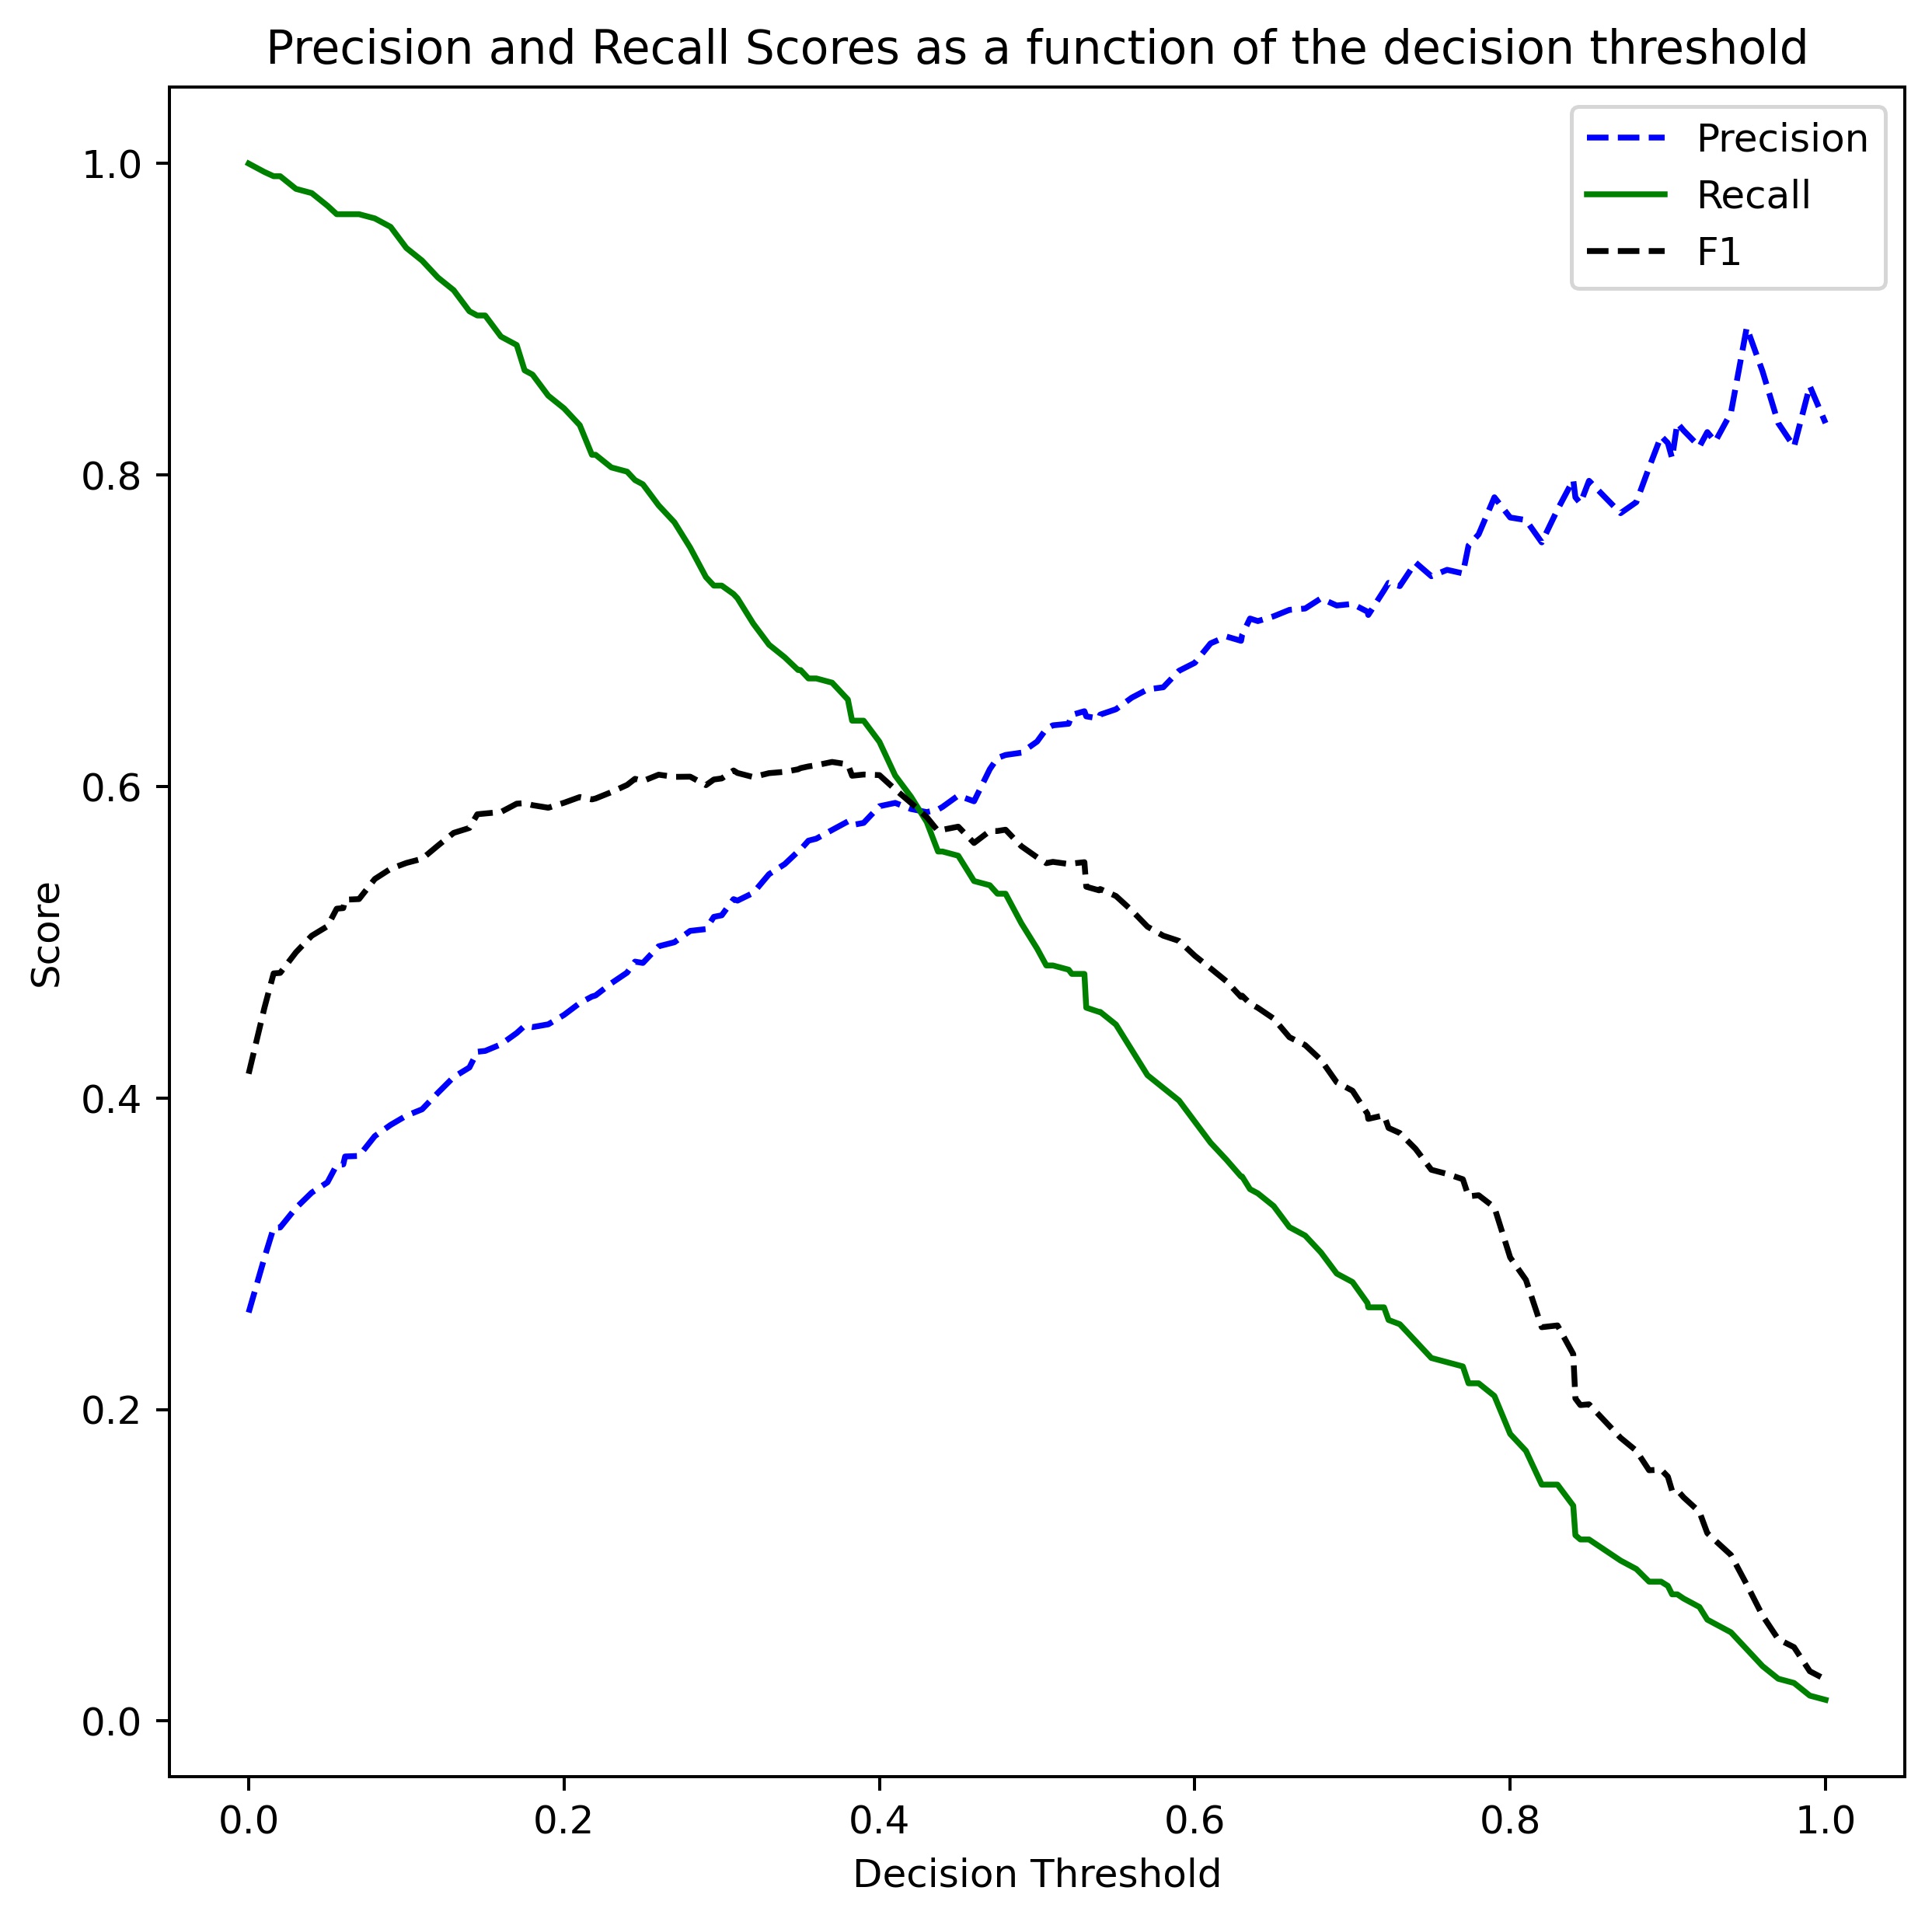 Precision and Recall Scores as a function of the decision threshold
Precision
Recall
F1
1.0
0.8
0.6
0.4
0.2
0.0
Score
0.0 0.2 0.4 0.6 0.8 1.0
Decision Threshold